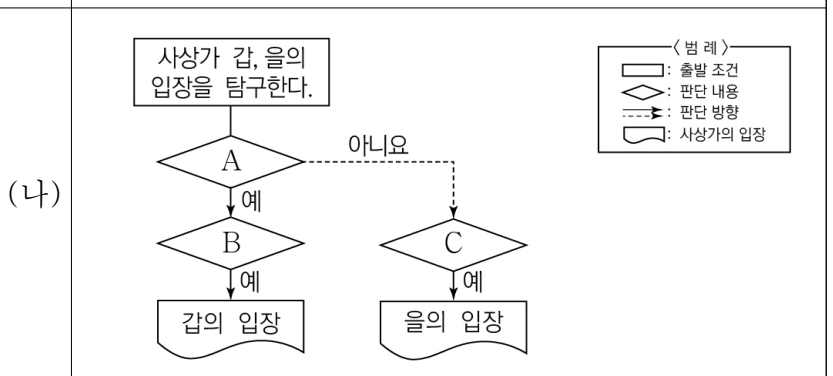 (나)
사상가 갑, 을의
입장을 탐구한다.
A
아니요
예
B
C
예
예
갑의 입장
을의 입장
〈범 례〉
: 출발 조건
: 판단 내용
: 판단 방향
: 사상가의 입장